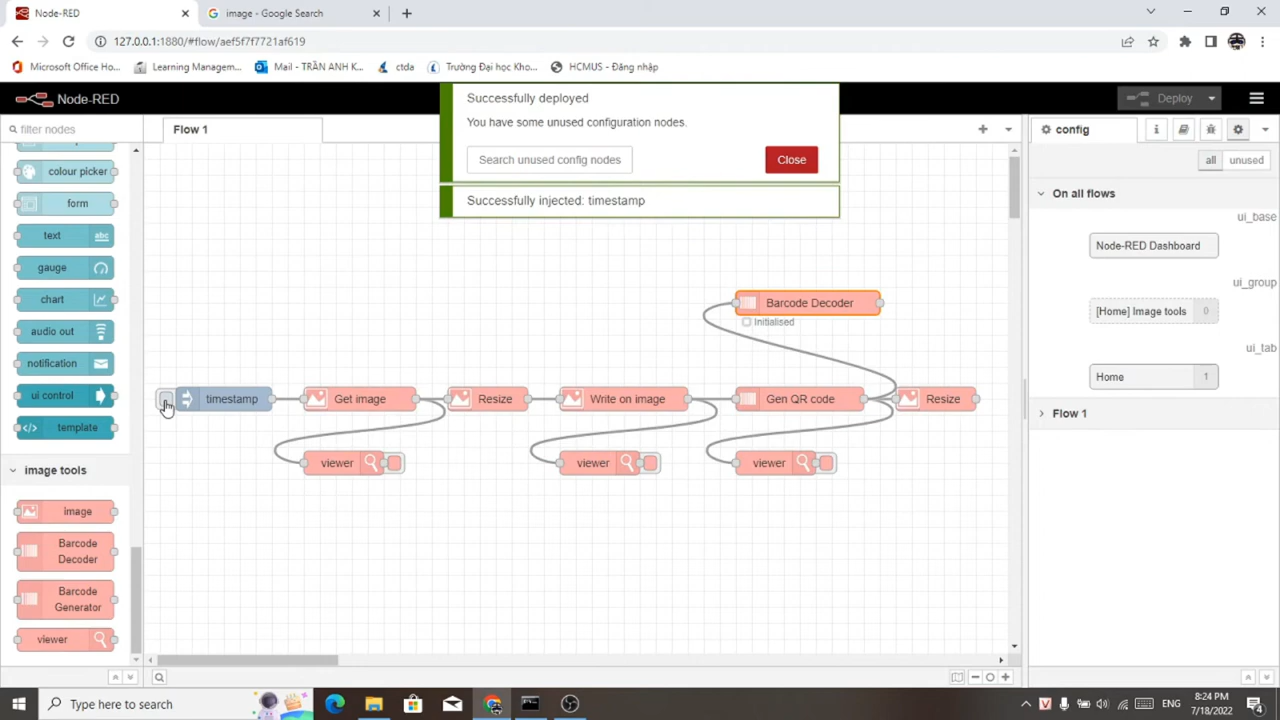 Node-RED
image - Google Search
127.0.0.1:1880/#flow/aef5f7f7721af619
Microsoft Office Ho...
Learning Managem...
Mail - TRẦN ANH K...
ctda
Trường Đại học Kho...
HCMUS - Đăng nhập
Node-RED
Deploy
Successfully deployed
You have some unused configuration nodes.
Search unused config nodes
Close
Successfully injected: timestamp
filter nodes
Flow 1
config
all
unused
colour picker
form
text
abc
gauge
chart
audio out
notification
ui control
template
image tools
image
Barcode
Decoder
Barcode
Generator
viewer
Barcode Decoder
Initialised
timestamp
Get image
Resize
Write on image
Gen QR code
Resize
viewer
viewer
viewer
On all flows
ui_base
Node-RED Dashboard
ui_group
[Home] Image tools
0
ui_tab
Home
1
Flow 1
Type here to search
ENG
8:24 PM
7/18/2022
4